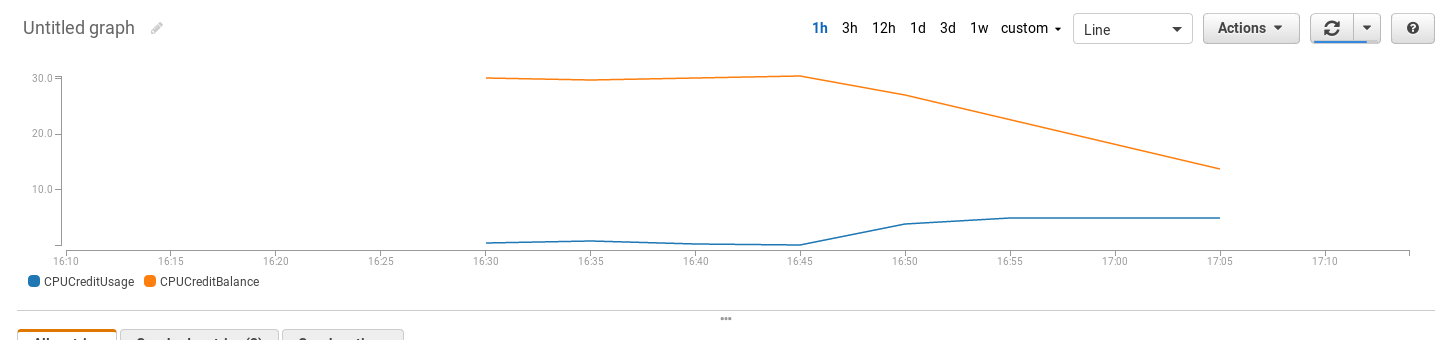 Untitled graph
1h 3h 12h 1d 3d 1w custom Line Actions ?
30.0
20.0
10.0
16:10 16:15 16:20 16:25 16:30 16:35 16:40 16:45 16:50 16:55 17:00 17:05 17:10
CPUCreditUsage CPUCreditBalance